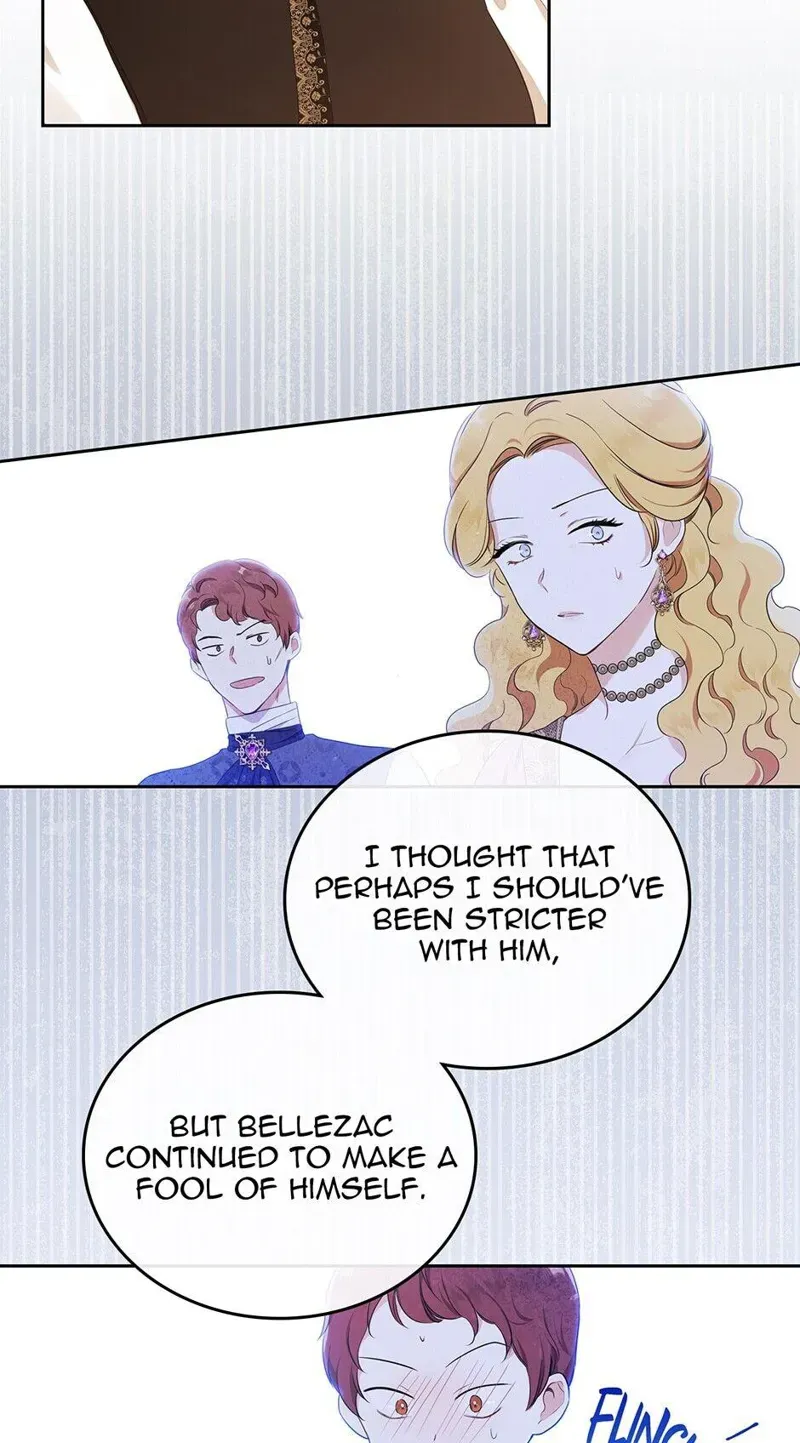 I THOUGHT THAT
PERHAPS I SHOULD'VE
BEEN STRICTER
WITH HIM,
BUT BELLEZAC
CONTINUED TO MAKE A
FOOL OF HIMSELF.